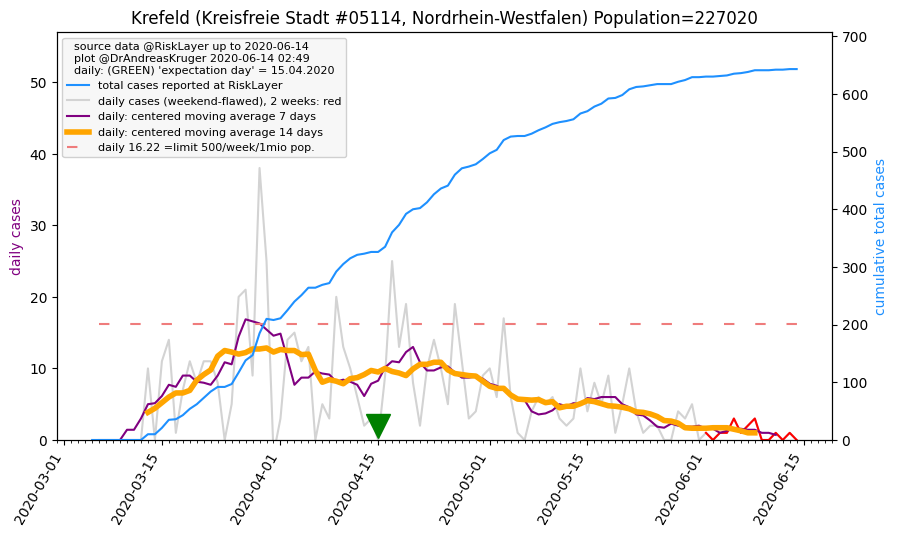 Krefeld (Kreisfreie Stadt #05114, Nordrhein-Westfalen) Population=227020
source data @RiskLayer up to 2020-06-14
plot @DrAndreasKruger 2020-06-14 02:49
daily: (GREEN) 'expectation day' = 15.04.2020
total cases reported at RiskLayer
daily cases (weekend-flawed), 2 weeks: red
daily: centered moving average 7 days
daily: centered moving average 14 days
daily 16.22 =limit 500/week/1mio pop.
daily cases
50
40
30
20
10
0
700
600
500
400
300
200
100
0
cumulative total cases
2020-03-01
2020-03-15
2020-04-01
2020-04-15
2020-05-01
2020-05-15
2020-06-01
2020-06-15